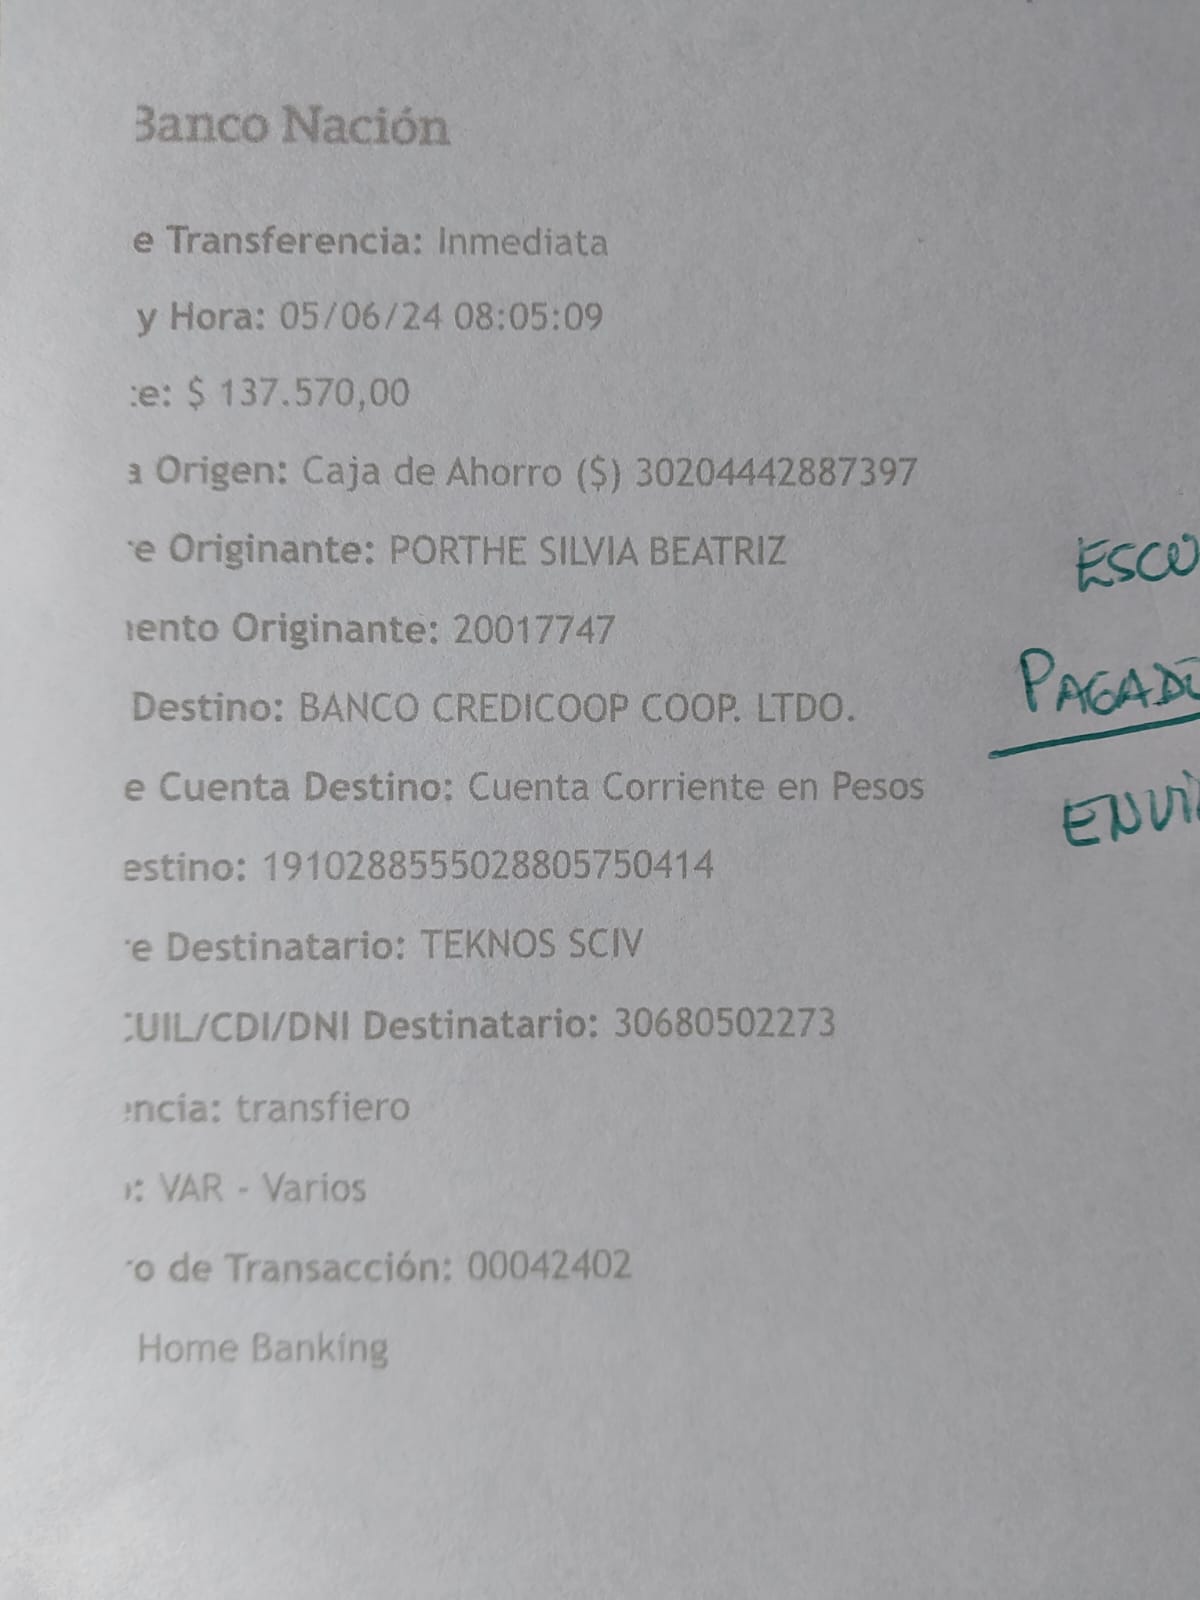 Banco Nación
e Transferencia: Inmediata
y Hora: 05/06/24 08:05:09
e: $ 137.570,00
a Origen: Caja de Ahorro ($) 30204442887397
e Originante: PORTHE SILVIA BEATRIZ
ESCU
ento Originante: 20017747
PAGADO
Destino: BANCO CREDICOOP COOP. LTDO.
e Cuenta Destino: Cuenta Corriente en Pesos
ENVI
estino: 1910288555028805750414
e Destinatario: TEKNOS SCIV
CUIL/CDI/DNI Destinatario: 30680502273
encia: transfiero
: VAR - Varios
o de Transacción: 00042402
Home Banking